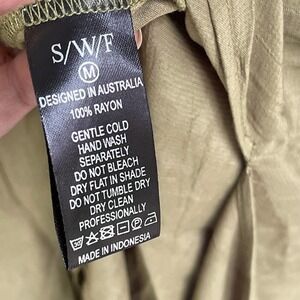 S/W/F
M
DESIGNED IN AUSTRALIA
100% RAYON
GENTLE COLD
HAND WASH
SEPARATELY
DO NOT BLEACH
DRY FLAT IN SHADE
DO NOT TUMBLE DRY
DRY CLEAN
PROFESSIONALLY
MADE IN INDONESIA